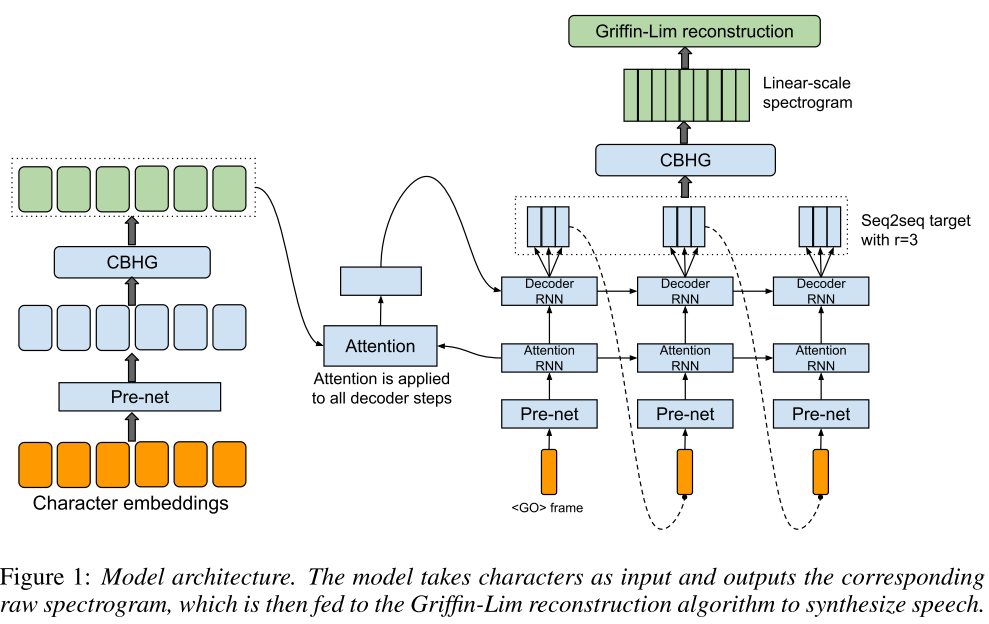 Griffin-Lim reconstruction
Linear-scale
spectrogram
CBHG
Seq2seq target
with r=3
CBHG
Decoder
RNN
Decoder
RNN
Decoder
RNN
Attention
Attention is applied
to all decoder steps
Attention
RNN
Attention
RNN
Attention
RNN
Pre-net
Pre-net
Pre-net
Pre-net
<GO> frame
Character embeddings
Figure 1: Model architecture. The model takes characters as input and outputs the corresponding
raw spectrogram, which is then fed to the Griffin-Lim reconstruction algorithm to synthesize speech.